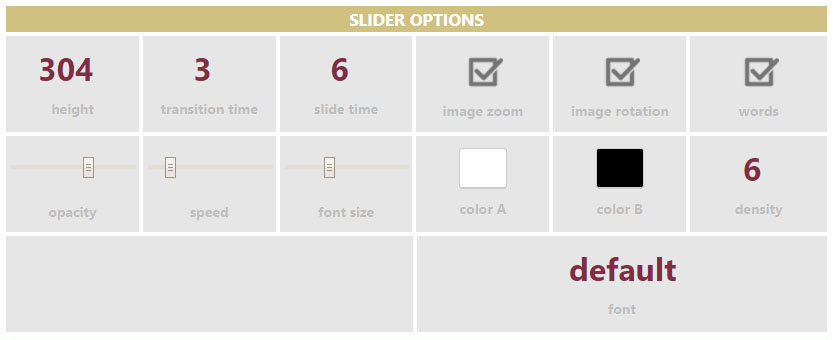 SLIDER OPTIONS
304 3 6
height transition time slide time image zoom image rotation words
6
opacity speed font size color A color B density
default
font